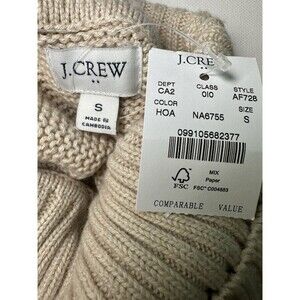 J.CREW
S
MADE IN
CAMBODIA
J.CREW
DEPT CLASS STYLE
CA2 010 AF728
COLOR SIZE
HOA NA6755 S
099105682377
MIX
Paper
FSC
FSC® C004883
COMPARABLE VALUE